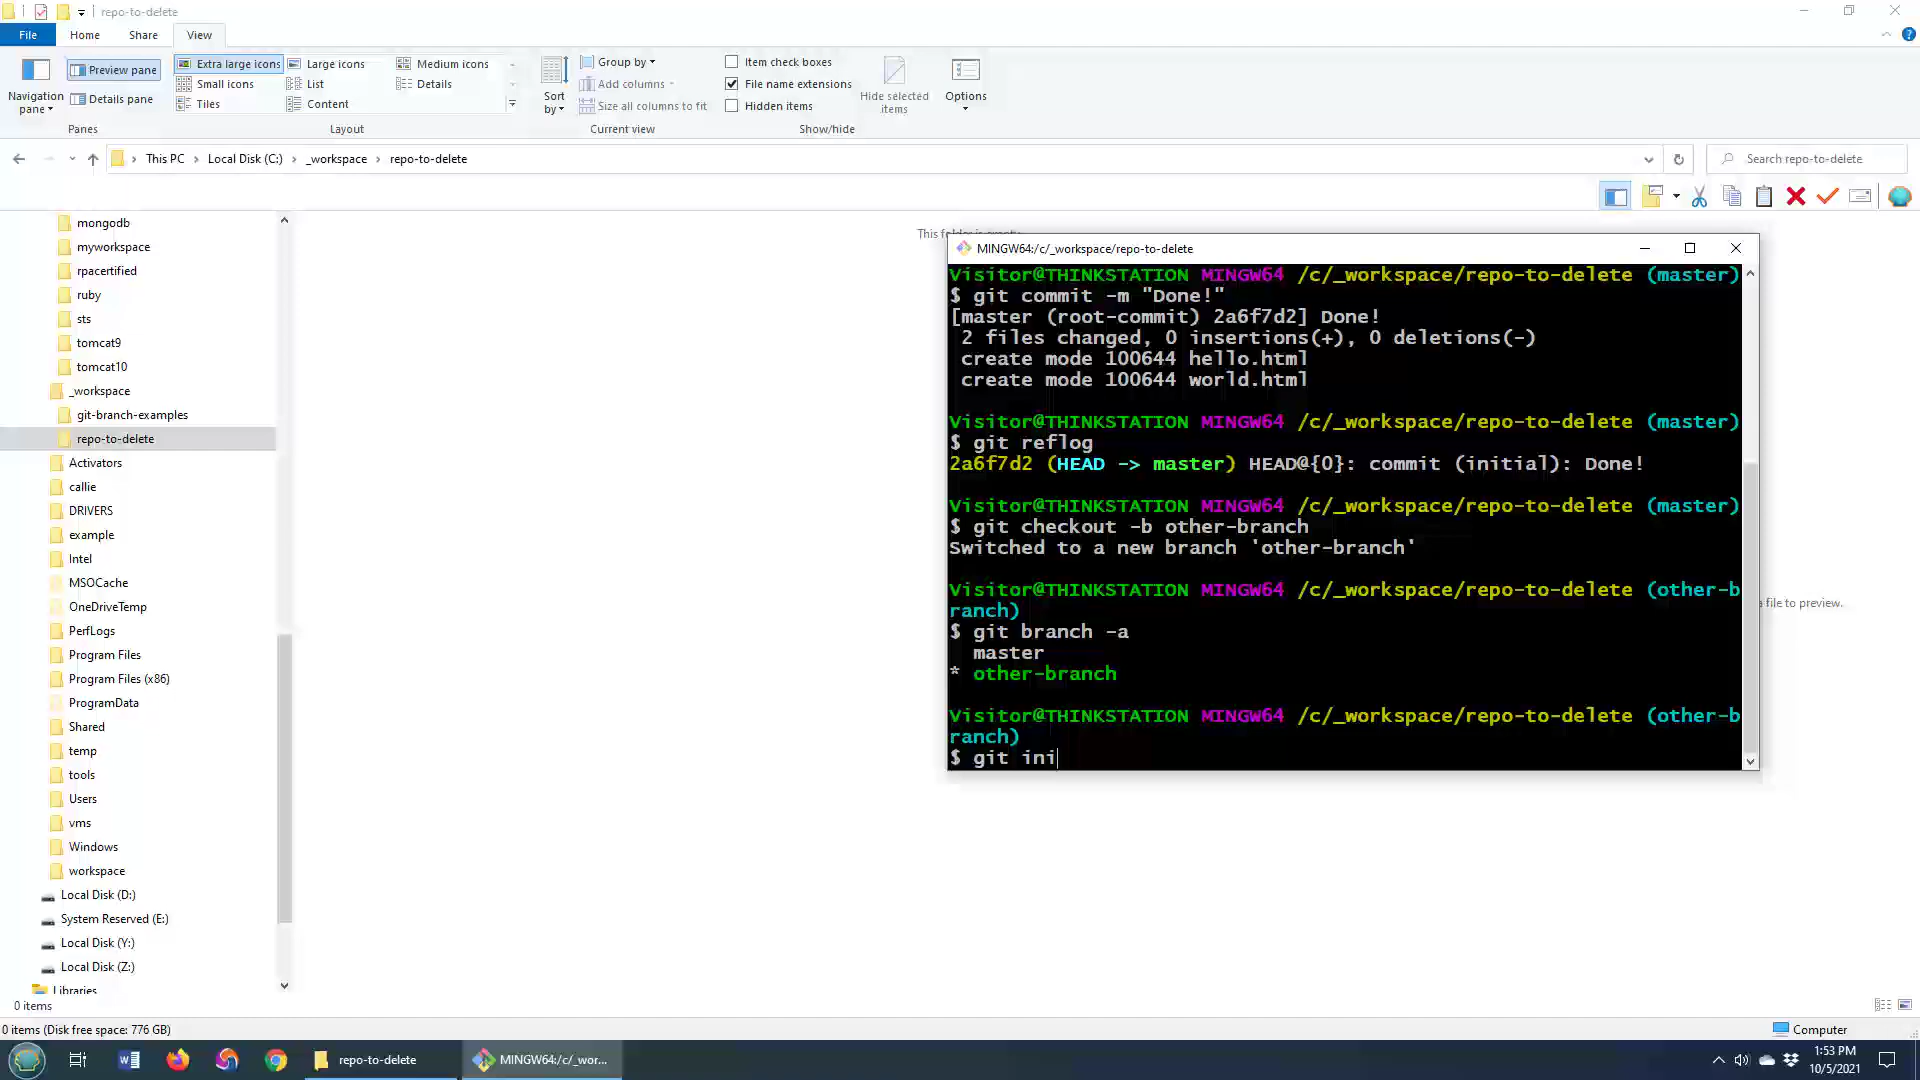 repo-to-delete
File
Home
Share
View
Navigation pane
Preview pane
Details pane
Panes
Extra large icons
Large icons
Medium icons
Small icons
List
Details
Tiles
Content
Layout
Sort by
Group by
Add columns
Size all columns to fit
Current view
Item check boxes
File name extensions
Hidden items
Hide selected items
Show/hide
Options
This PC > Local Disk (C:) > _workspace > repo-to-delete
Search repo-to-delete
mongodb
myworkspace
rpacertified
ruby
sts
tomcat9
tomcat10
_workspace
git-branch-examples
repo-to-delete
Activators
callie
DRIVERS
example
Intel
MSOCache
OneDriveTemp
PerfLogs
Program Files
Program Files (x86)
ProgramData
Shared
temp
tools
Users
vms
Windows
workspace
Local Disk (D:)
System Reserved (E:)
Local Disk (Y:)
Local Disk (Z:)
Libraries
This folder is empty.
MINGW64:/c/_workspace/repo-to-delete
Visitor@THINKSTATION MINGW64 /c/_workspace/repo-to-delete (master)
$ git commit -m "Done!"
[master (root-commit) 2a6f7d2] Done!
2 files changed, 0 insertions(+), 0 deletions(-)
create mode 100644 hello.html
create mode 100644 world.html
Visitor@THINKSTATION MINGW64 /c/_workspace/repo-to-delete (master)
$ git reflog
2a6f7d2 (HEAD -> master) HEAD@{0}: commit (initial): Done!
Visitor@THINKSTATION MINGW64 /c/_workspace/repo-to-delete (master)
$ git checkout -b other-branch
Switched to a new branch 'other-branch'
Visitor@THINKSTATION MINGW64 /c/_workspace/repo-to-delete (other-b
ranch)
$ git branch -a
master
* other-branch
Visitor@THINKSTATION MINGW64 /c/_workspace/repo-to-delete (other-b
ranch)
$ git ini
a file to preview.
0 items
0 items (Disk free space: 776 GB)
Computer
repo-to-delete
MINGW64:/c/_wor...
1:53 PM
10/5/2021